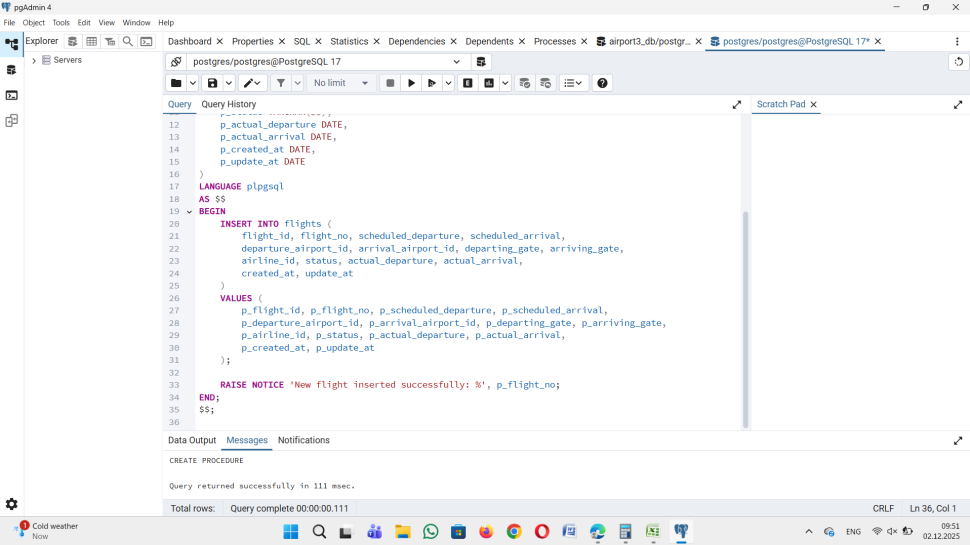 pgAdmin 4
File Object Tools Edit View Window Help
Explorer
Dashboard Properties SQL Statistics Dependencies Dependents Processes airport3_db/postgr... postgres/postgres@PostgreSQL 17*
Servers
postgres/postgres@PostgreSQL 17
No limit
Query Query History
Scratch Pad
12 p_actual_departure DATE,
13 p_actual_arrival DATE,
14 p_created_at DATE,
15 p_update_at DATE
16 )
17 LANGUAGE plpgsql
18 AS $$
19 BEGIN
20 INSERT INTO flights (
21 flight_id, flight_no, scheduled_departure, scheduled_arrival,
22 departure_airport_id, arrival_airport_id, departing_gate, arriving_gate,
23 airline_id, status, actual_departure, actual_arrival,
24 created_at, update_at
25 )
26 VALUES (
27 p_flight_id, p_flight_no, p_scheduled_departure, p_scheduled_arrival,
28 p_departure_airport_id, p_arrival_airport_id, p_departing_gate, p_arriving_gate,
29 p_airline_id, p_status, p_actual_departure, p_actual_arrival,
30 p_created_at, p_update_at
31 );
32
33 RAISE NOTICE 'New flight inserted successfully: %', p_flight_no;
34 END;
35 $$;
36
Data Output Messages Notifications
CREATE PROCEDURE
Query returned successfully in 111 msec.
Total rows: Query complete 00:00:00.111 CRLF Ln 36, Col 1
1 Cold weather
Now
ENG
09:51
02.12.2025